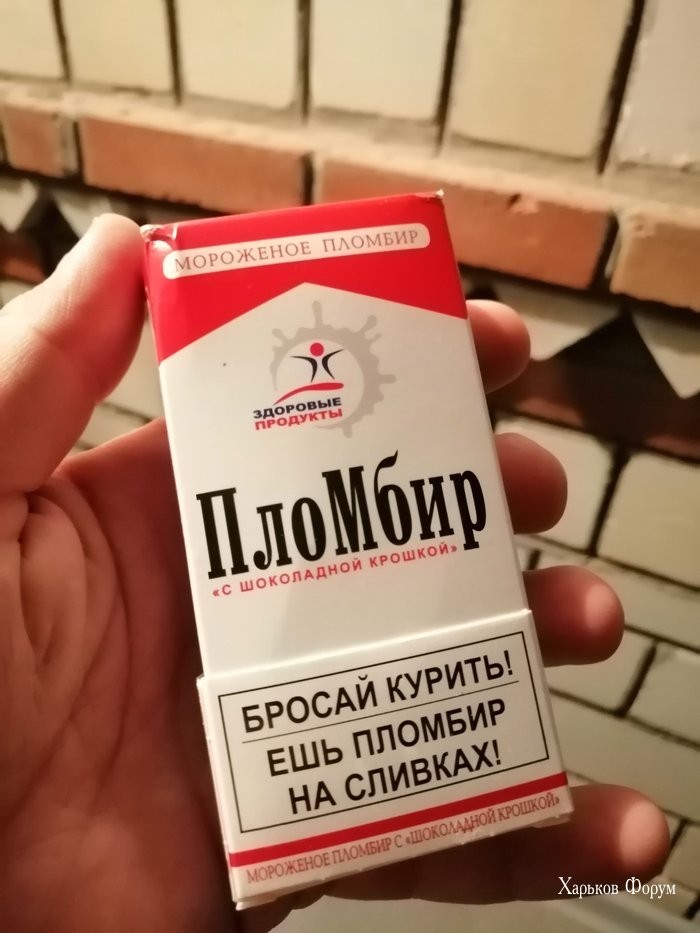 МОРОЖЕНОЕ ПЛОМБИР
ЗДОРОВЫЕ
ПРОДУКТЫ
ПлоМбир
«С ШОКОЛАДНОЙ КРОШКОЙ»
БРОСАЙ КУРИТЬ!
ЕШЬ ПЛОМБИР
НА СЛИВКАХ!
МОРОЖЕНОЕ ПЛОМБИР С «ШОКОЛАДНОЙ КРОШКОЙ»
Харьков Форум